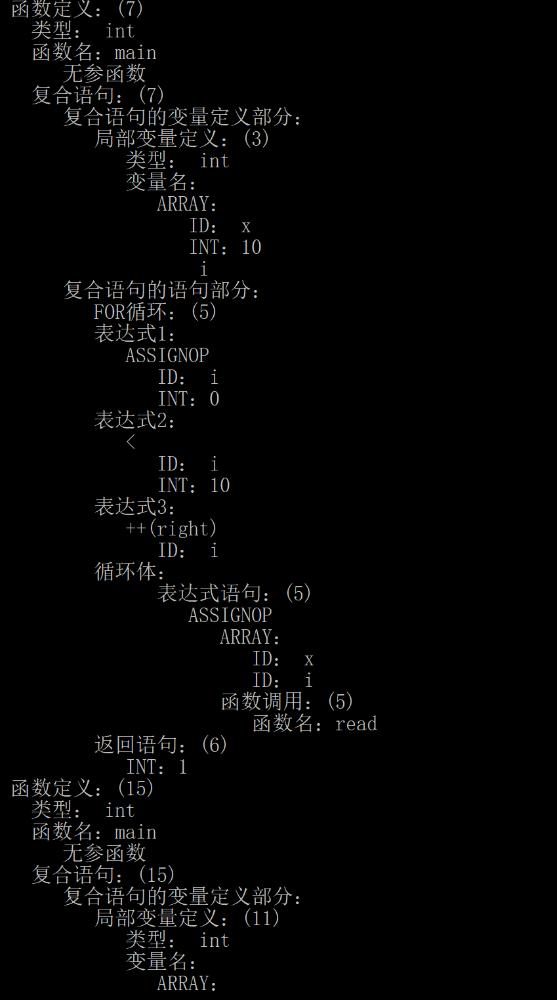 函数定义：(7)
类型： int
函数名：main
无参函数
复合语句：(7)
复合语句的变量定义部分：
局部变量定义：(3)
类型： int
变量名：
ARRAY：
ID： x
INT：10
i
复合语句的语句部分：
FOR循环：(5)
表达式1：
ASSIGNOP
ID： i
INT：0
表达式2：
<
ID： i
INT：10
表达式3：
++(right)
ID： i
循环体：
表达式语句：(5)
ASSIGNOP
ARRAY：
ID： x
ID： i
函数调用：(5)
函数名：read
返回语句：(6)
INT：1
函数定义：(15)
类型： int
函数名：main
无参函数
复合语句：(15)
复合语句的变量定义部分：
局部变量定义：(11)
类型： int
变量名：
ARRAY：